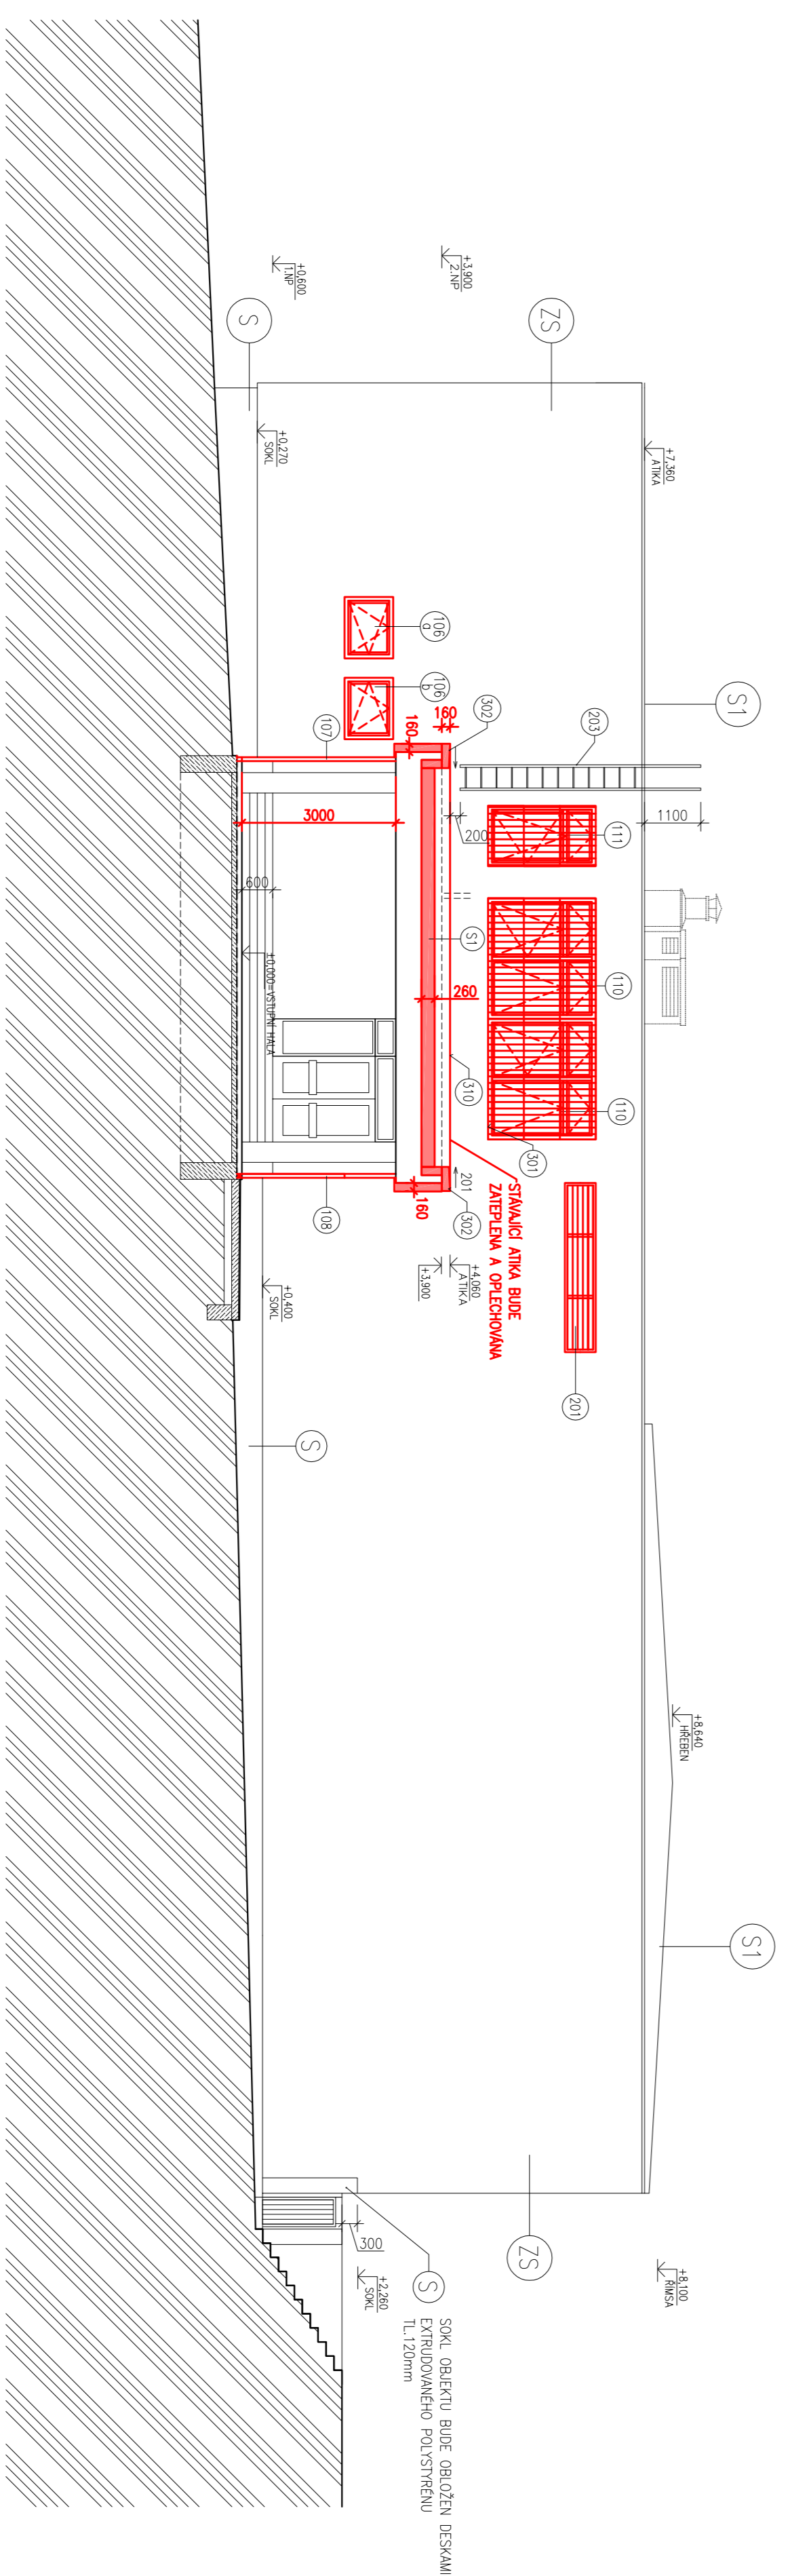 +0,600
1.NP
+3,900
2.NP
S
ZS
+0,270
SOKL
+7,360
ATIKA
S1
106
a
106
b
107
160
160
302
203
111
1100
200
3000
600
±0,000=VSTUPNÍ HALA
S1
260
310
110
110
301
201
302
160
108
STÁVAJÍCÍ ATIKA BUDE
ZATEPLENA A OPLECHOVÁNA
+4,060
ATIKA
+3,900
+0,400
SOKL
201
S
+8,640
HŘEBEN
S1
ZS
300
S
+2,260
SOKL
+8,100
ŘÍMSA
SOKL OBJEKTU BUDE OBLOŽEN DESKAMI
EXTRUDOVANÉHO POLYSTYRÉNU
TL.120mm